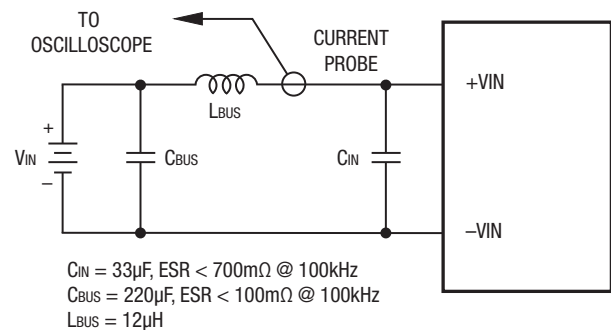 TO
OSCILLOSCOPE
CURRENT
PROBE
+VIN
LBUS
+
VIN
CBUS
CIN
–
–VIN
CIN = 33µF, ESR < 700mΩ @ 100kHz
CBUS = 220µF, ESR < 100mΩ @ 100kHz
LBUS = 12µH